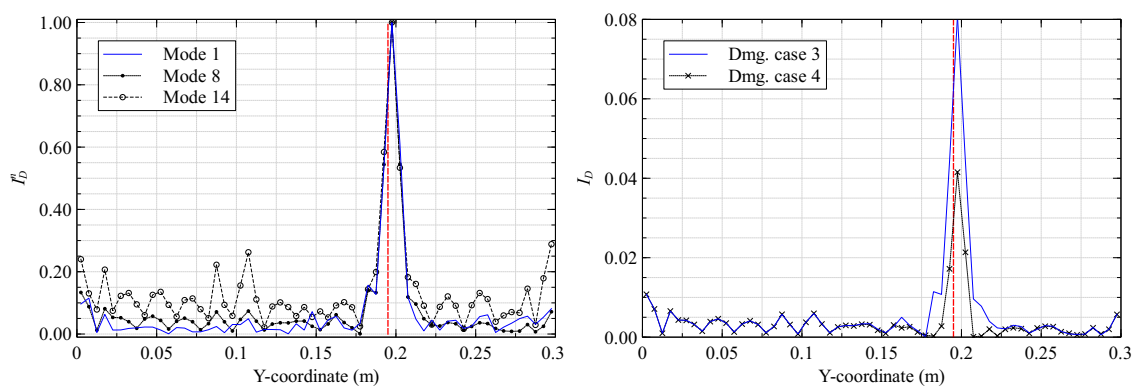 1.00
0.80
0.60
0.40
0.20
0.00
I_D^n
Mode 1
Mode 8
Mode 14
0 0.05 0.1 0.15 0.2 0.25 0.3
Y-coordinate (m)
0.08
0.06
0.04
0.02
0
I_D
Dmg. case 3
Dmg. case 4
0 0.05 0.1 0.15 0.2 0.25 0.3
Y-coordinate (m)